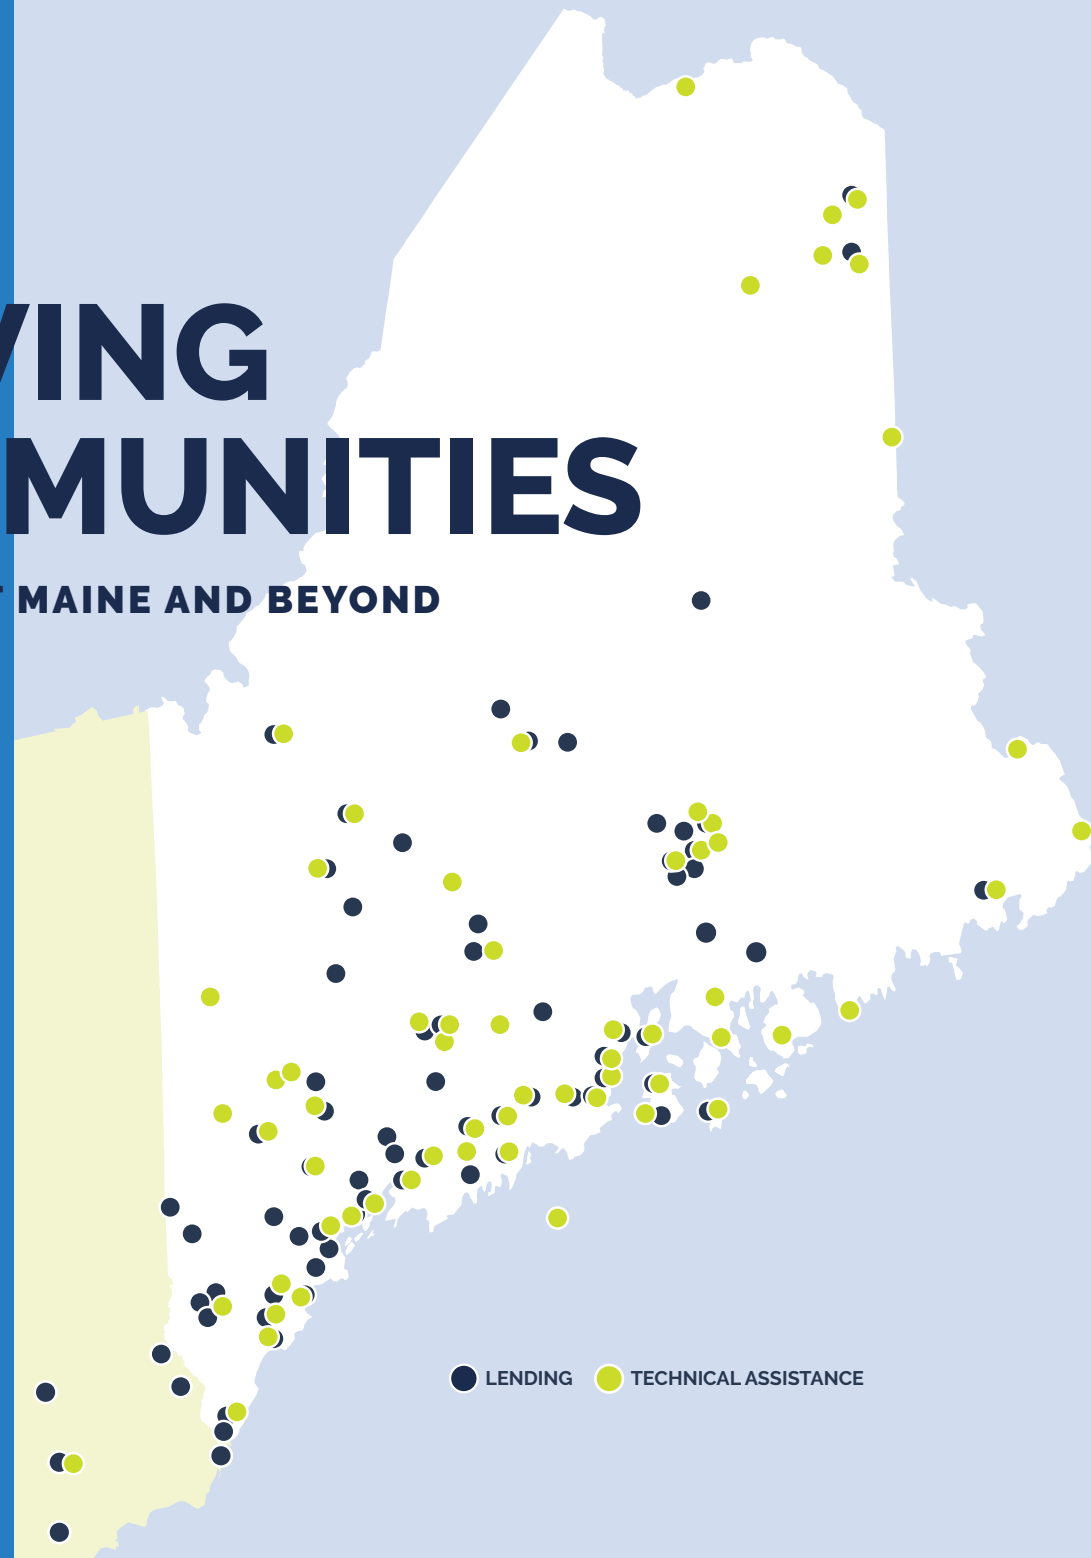 VING
MUNITIES
MAINE AND BEYOND
LENDING
TECHNICAL ASSISTANCE